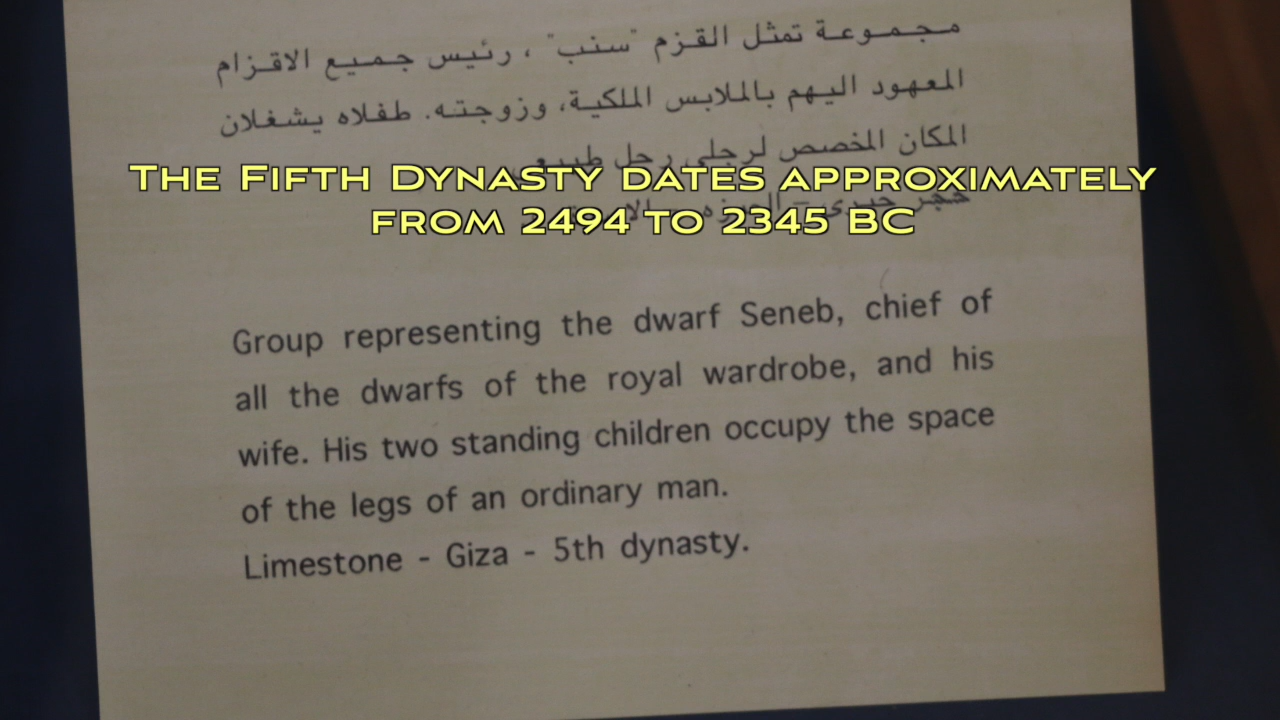 مجموعة تمثل القزم "سنب" ، رئيس جميع الاقزام
المعهود اليهم بالملابس الملكية، وزوجته. طفلاه يشغلان
المكان المخصص لرجلي رجل
THE FIFTH DYNASTY DATES APPROXIMATELY
FROM 2494 TO 2345 BC
Group representing the dwarf Seneb, chief of
all the dwarfs of the royal wardrobe, and his
wife. His two standing children occupy the space
of the legs of an ordinary man.
Limestone - Giza - 5th dynasty.